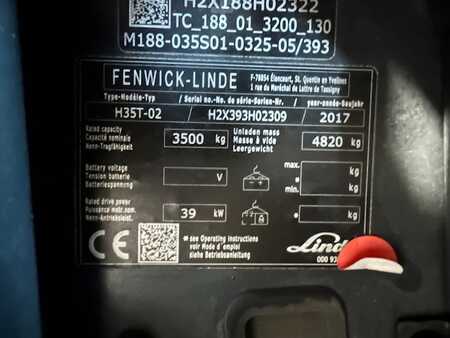 H2X188H02322
TC_188_01_3200_130
M188-035S01-0325-05/393
FENWICK-LINDE
F-78854 Élancourt, St. Quentin en Yvelines
1 rue du Maréchal de Lattre de Tassigny
Type-Modèle-Typ / Serial no.-No. de série-Serien-Nr. / year-année-Baujahr
H35T-02 H2X393H02309 2017
Rated capacity
Capacité nominale
Nenn-Tragfähigkeit
3500 kg
Unladen mass
Masse à vide
Leergewicht
4820 kg
Battery voltage
Tension batterie
Batteriespannung
V
max.
kg
*
min.
kg
Rated drive power
Puissance motr.nom.
Nenn-Antriebsleist.
39 kW
* kg
CE
* see Operating instructions
voir Mode d'emploi
siehe Betriebsanleitung
Linde